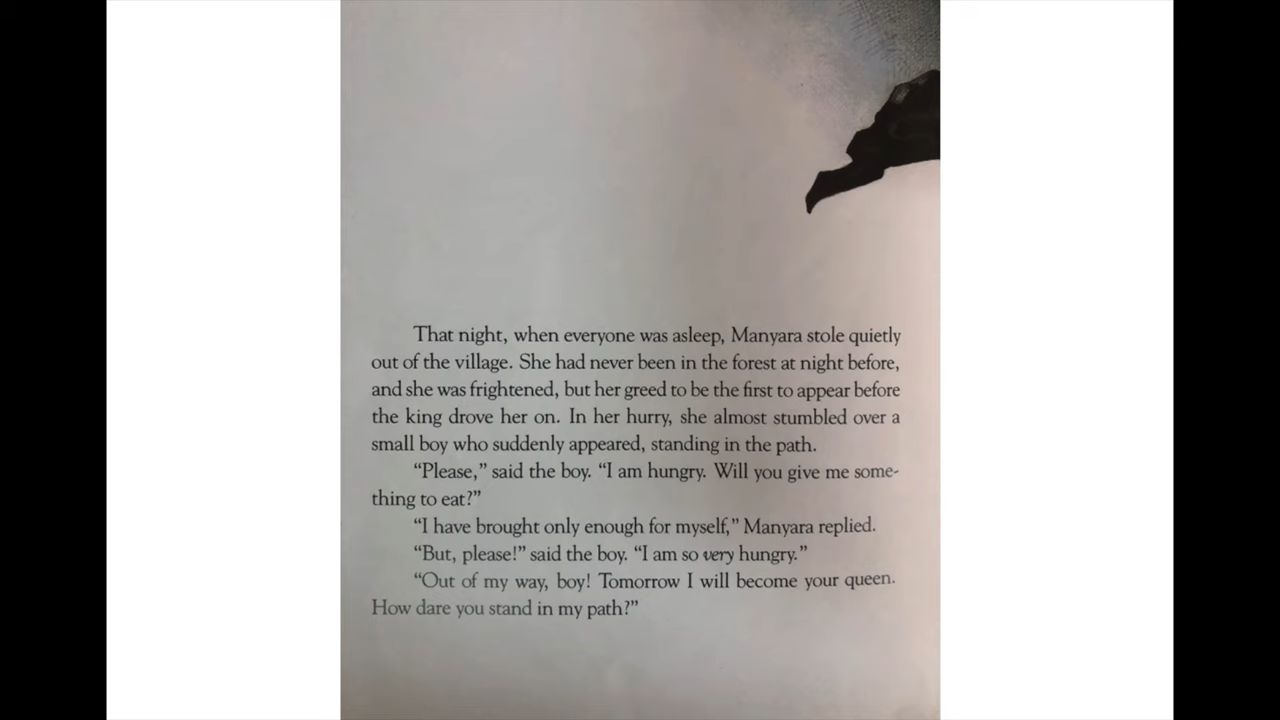 That night, when everyone was asleep, Manyara stole quietly
out of the village. She had never been in the forest at night before,
and she was frightened, but her greed to be the first to appear before
the king drove her on. In her hurry, she almost stumbled over a
small boy who suddenly appeared, standing in the path.
“Please,” said the boy. “I am hungry. Will you give me some-
thing to eat?”
“I have brought only enough for myself,” Manyara replied.
“But, please!” said the boy. “I am so very hungry.”
“Out of my way, boy! Tomorrow I will become your queen.
How dare you stand in my path?”